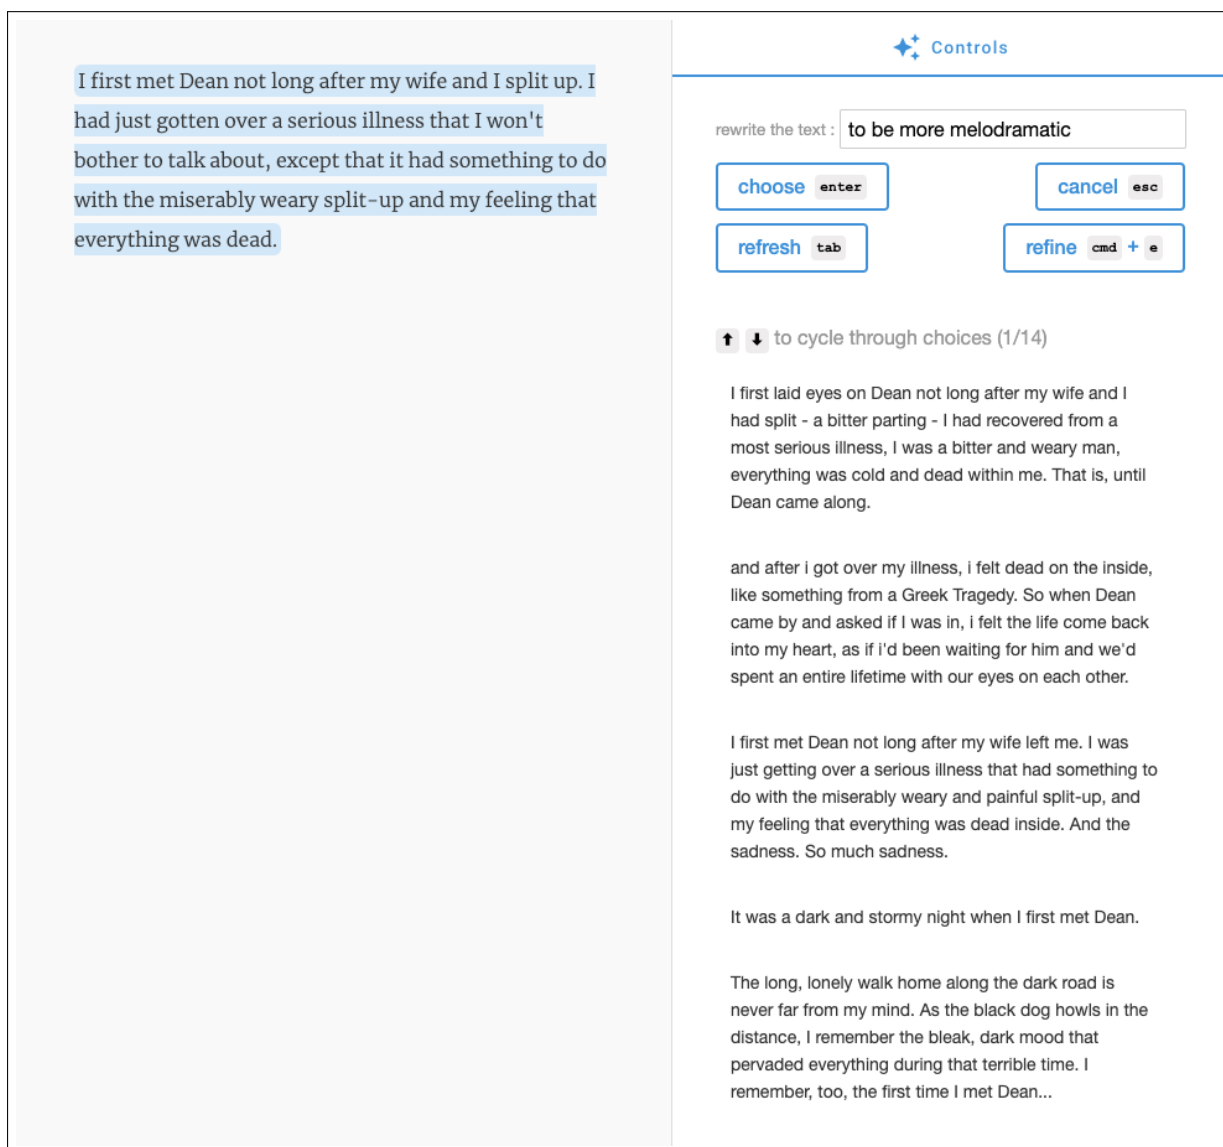 I first met Dean not long after my wife and I split up. I
had just gotten over a serious illness that I won't
bother to talk about, except that it had something to do
with the miserably weary split-up and my feeling that
everything was dead.
Controls
rewrite the text : to be more melodramatic
choose enter cancel esc
refresh tab refine cmd + e
↑ ↓ to cycle through choices (1/14)
I first laid eyes on Dean not long after my wife and I
had split - a bitter parting - I had recovered from a
most serious illness, I was a bitter and weary man,
everything was cold and dead within me. That is, until
Dean came along.
and after i got over my illness, i felt dead on the inside,
like something from a Greek Tragedy. So when Dean
came by and asked if I was in, i felt the life come back
into my heart, as if i'd been waiting for him and we'd
spent an entire lifetime with our eyes on each other.
I first met Dean not long after my wife left me. I was
just getting over a serious illness that had something to
do with the miserably weary and painful split-up, and
my feeling that everything was dead inside. And the
sadness. So much sadness.
It was a dark and stormy night when I first met Dean.
The long, lonely walk home along the dark road is
never far from my mind. As the black dog howls in the
distance, I remember the bleak, dark mood that
pervaded everything during that terrible time. I
remember, too, the first time I met Dean...